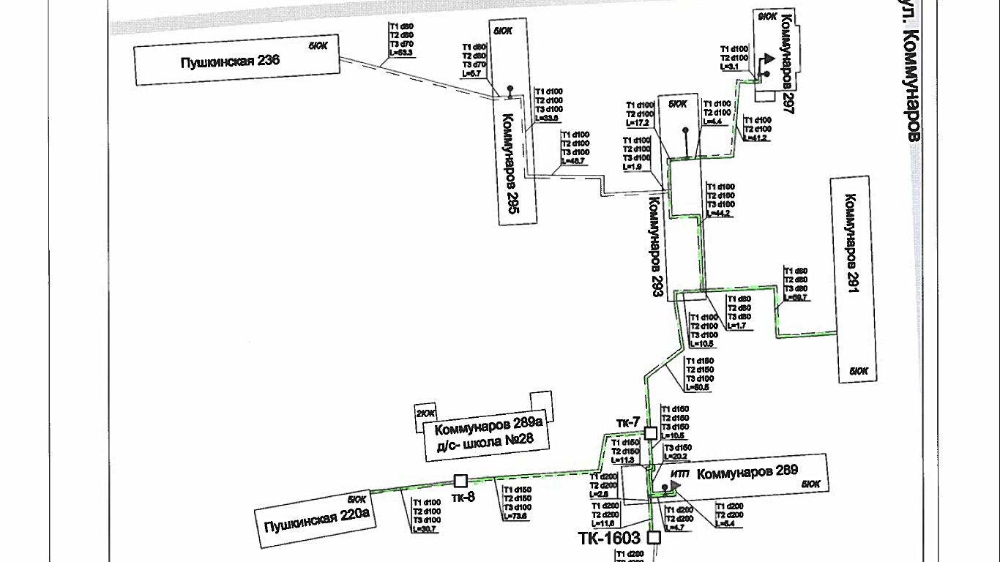 ул. Коммунаров
5ЮК
Пушкинская 236
T1 d80
T2 d80
T3 d70
L=53.3
5ЮК
T1 d80
T2 d80
T3 d70
L=5.7
Коммунаров 295
T1 d100
T2 d100
T3 d100
L=33.6
T1 d100
T2 d100
T3 d100
L=48.7
9ЮК
Коммунаров 297
T1 d100
T2 d100
L=3.1
T1 d100
T2 d100
L=41.2
5ЮК
T1 d100
T2 d100
L=17.2
T1 d100
T2 d100
L=4.4
T1 d100
T2 d100
T3 d100
L=1.9
Коммунаров 293
T1 d100
T2 d100
T3 d100
L=44.2
Коммунаров 291
5ЮК
T1 d80
T2 d80
T3 d80
L=59.7
T1 d80
T2 d80
T3 d80
L=1.7
T1 d100
T2 d100
T3 d100
L=10.5
T1 d150
T2 d150
T3 d100
L=50.5
2ЮК
Коммунаров 289а
д/с- школа №28
тк-7
T1 d150
T2 d150
T3 d150
L=10.5
T1 d150
T2 d150
L=11.3
T3 d150
L=20.2
ИТП
Коммунаров 289
5ЮК
T1 d200
T2 d200
L=2.8
T1 d200
T2 d200
L=11.6
T1 d200
T2 d200
L=4.7
T1 d200
T2 d200
L=5.4
тк-8
T1 d150
T2 d150
T3 d100
L=73.6
5ЮК
Пушкинская 220а
T1 d100
T2 d100
T3 d100
L=30.7
ТК-1603
T1 d200